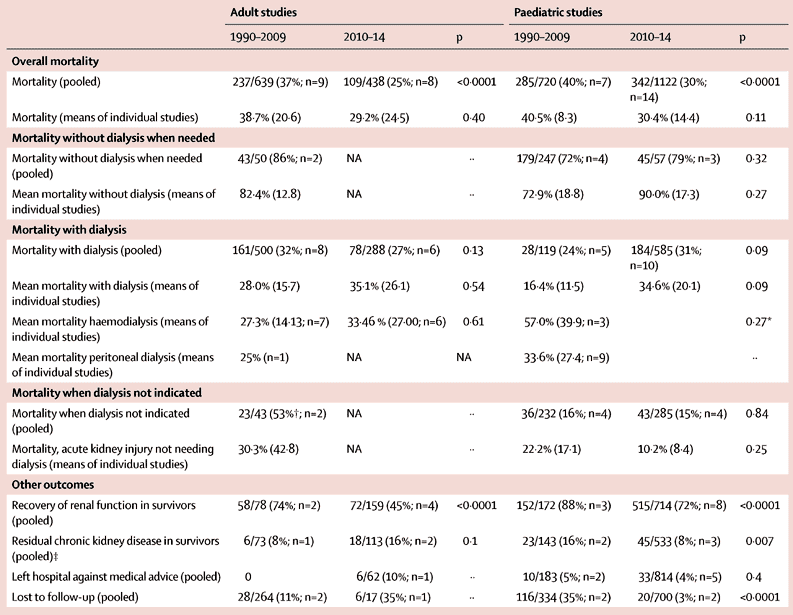 Adult studies Paediatric studies
1990–2009 2010–14 p 1990–2009 2010–14 p
Overall mortality
Mortality (pooled) 237/639 (37%; n=9) 109/438 (25%; n=8) <0·0001 285/720 (40%; n=7) 342/1122 (30%; <0·0001
n=14)
Mortality (means of individual studies) 38·7% (20·6) 29·2% (24·5) 0·40 40·5% (8·3) 30·4% (14·4) 0·11
Mortality without dialysis when needed
Mortality without dialysis when needed 43/50 (86%; n=2) NA ·· 179/247 (72%; n=4) 45/57 (79%; n=3) 0·32
(pooled)
Mean mortality without dialysis (means of 82·4% (12.8) NA ·· 72·9% (18·8) 90·0% (17·3) 0·27
individual studies)
Mortality with dialysis
Mortality with dialysis (pooled) 161/500 (32%; n=8) 78/288 (27%; n=6) 0·13 28/119 (24%; n=5) 184/585 (31%; 0·09
n=10)
Mean mortality with dialysis (means of 28·0% (15·7) 35·1% (26·1) 0·54 16·4% (11·5) 34·6% (20·1) 0·09
individual studies)
Mean mortality haemodialysis (means of 27·3% (14·13; n=7) 33·46 % (27·00; n=6) 0·61 57·0% (39·9; n=3) 0·27*
individual studies)
Mean mortality peritoneal dialysis (means 25% (n=1) NA NA 33·6% (27·4; n=9) ··
of individual studies)
Mortality when dialysis not indicated
Mortality when dialysis not indicated 23/43 (53%†; n=2) NA ·· 36/232 (16%; n=4) 43/285 (15%; n=4) 0·84
(pooled)
Mortality, acute kidney injury not needing 30·3% (42·8) NA ·· 22·2% (17·1) 10·2% (8·4) 0·25
dialysis (means of individual studies)
Other outcomes
Recovery of renal function in survivors 58/78 (74%; n=2) 72/159 (45%; n=4) <0·0001 152/172 (88%; n=3) 515/714 (72%; n=8) <0·0001
(pooled)
Residual chronic kidney disease in survivors 6/73 (8%; n=1) 18/113 (16%; n=2) 0·1 23/143 (16%; n=2) 45/533 (8%; n=3) 0·007
(pooled)‡
Left hospital against medical advice (pooled) 0 6/62 (10%; n=1) ·· 10/183 (5%; n=2) 33/814 (4%; n=5) 0·4
Lost to follow-up (pooled) 28/264 (11%; n=2) 6/17 (35%; n=1) ·· 116/334 (35%; n=2) 20/700 (3%; n=2) <0·0001